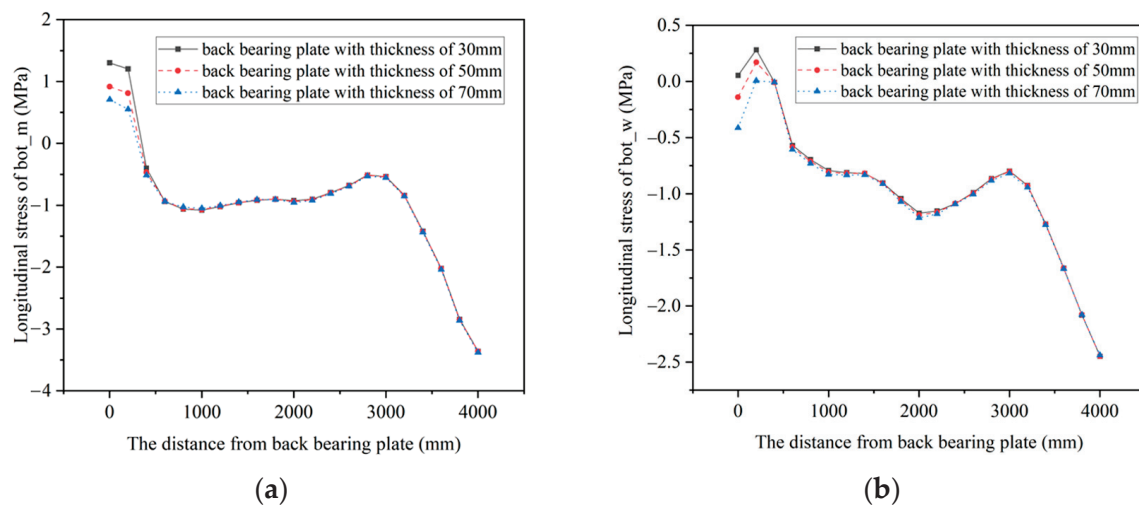 2
1
0
−1
−2
−3
−4
Longitudinal stress of bot_m (MPa)
back bearing plate with thickness of 30mm
back bearing plate with thickness of 50mm
back bearing plate with thickness of 70mm
0
1000
2000
3000
4000
The distance from back bearing plate (mm)
(a)
0.5
0.0
−0.5
−1.0
−1.5
−2.0
−2.5
Longitudinal stress of bot_w (MPa)
back bearing plate with thickness of 30mm
back bearing plate with thickness of 50mm
back bearing plate with thickness of 70mm
0
1000
2000
3000
4000
The distance from back bearing plate (mm)
(b)